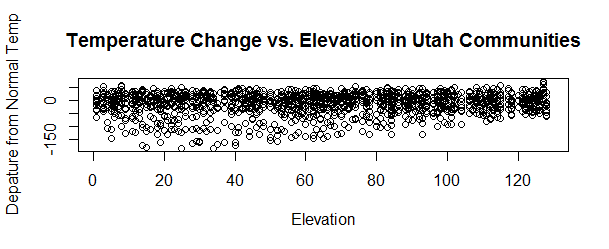 Temperature Change vs. Elevation in Utah Communities
Depature from Normal Temp
0
-150
0 20 40 60 80 100 120
Elevation